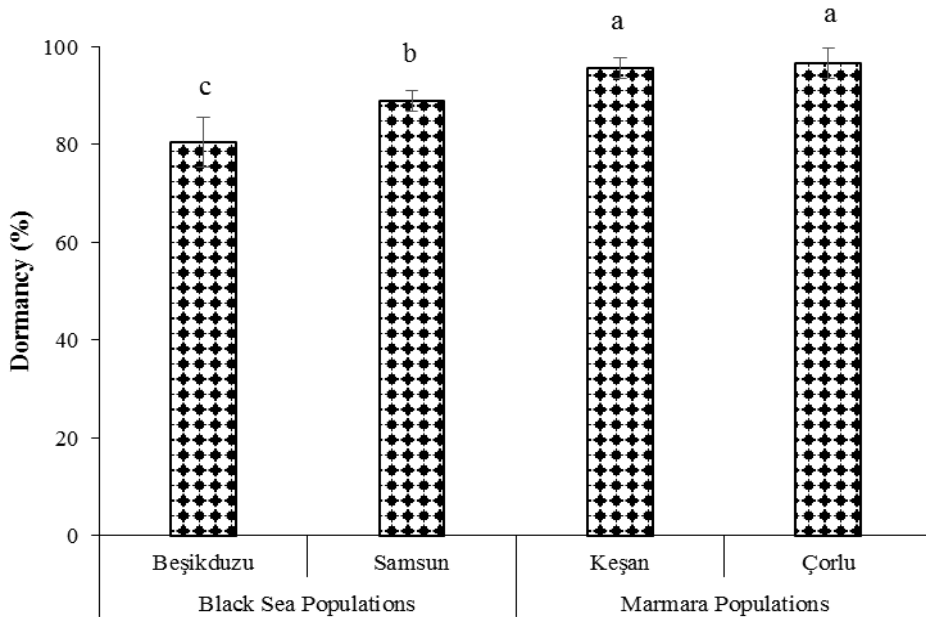 Dormancy (%)
100
80
60
40
20
0
c
b
a
a
Beşikduzu
Samsun
Keşan
Çorlu
Black Sea Populations
Marmara Populations